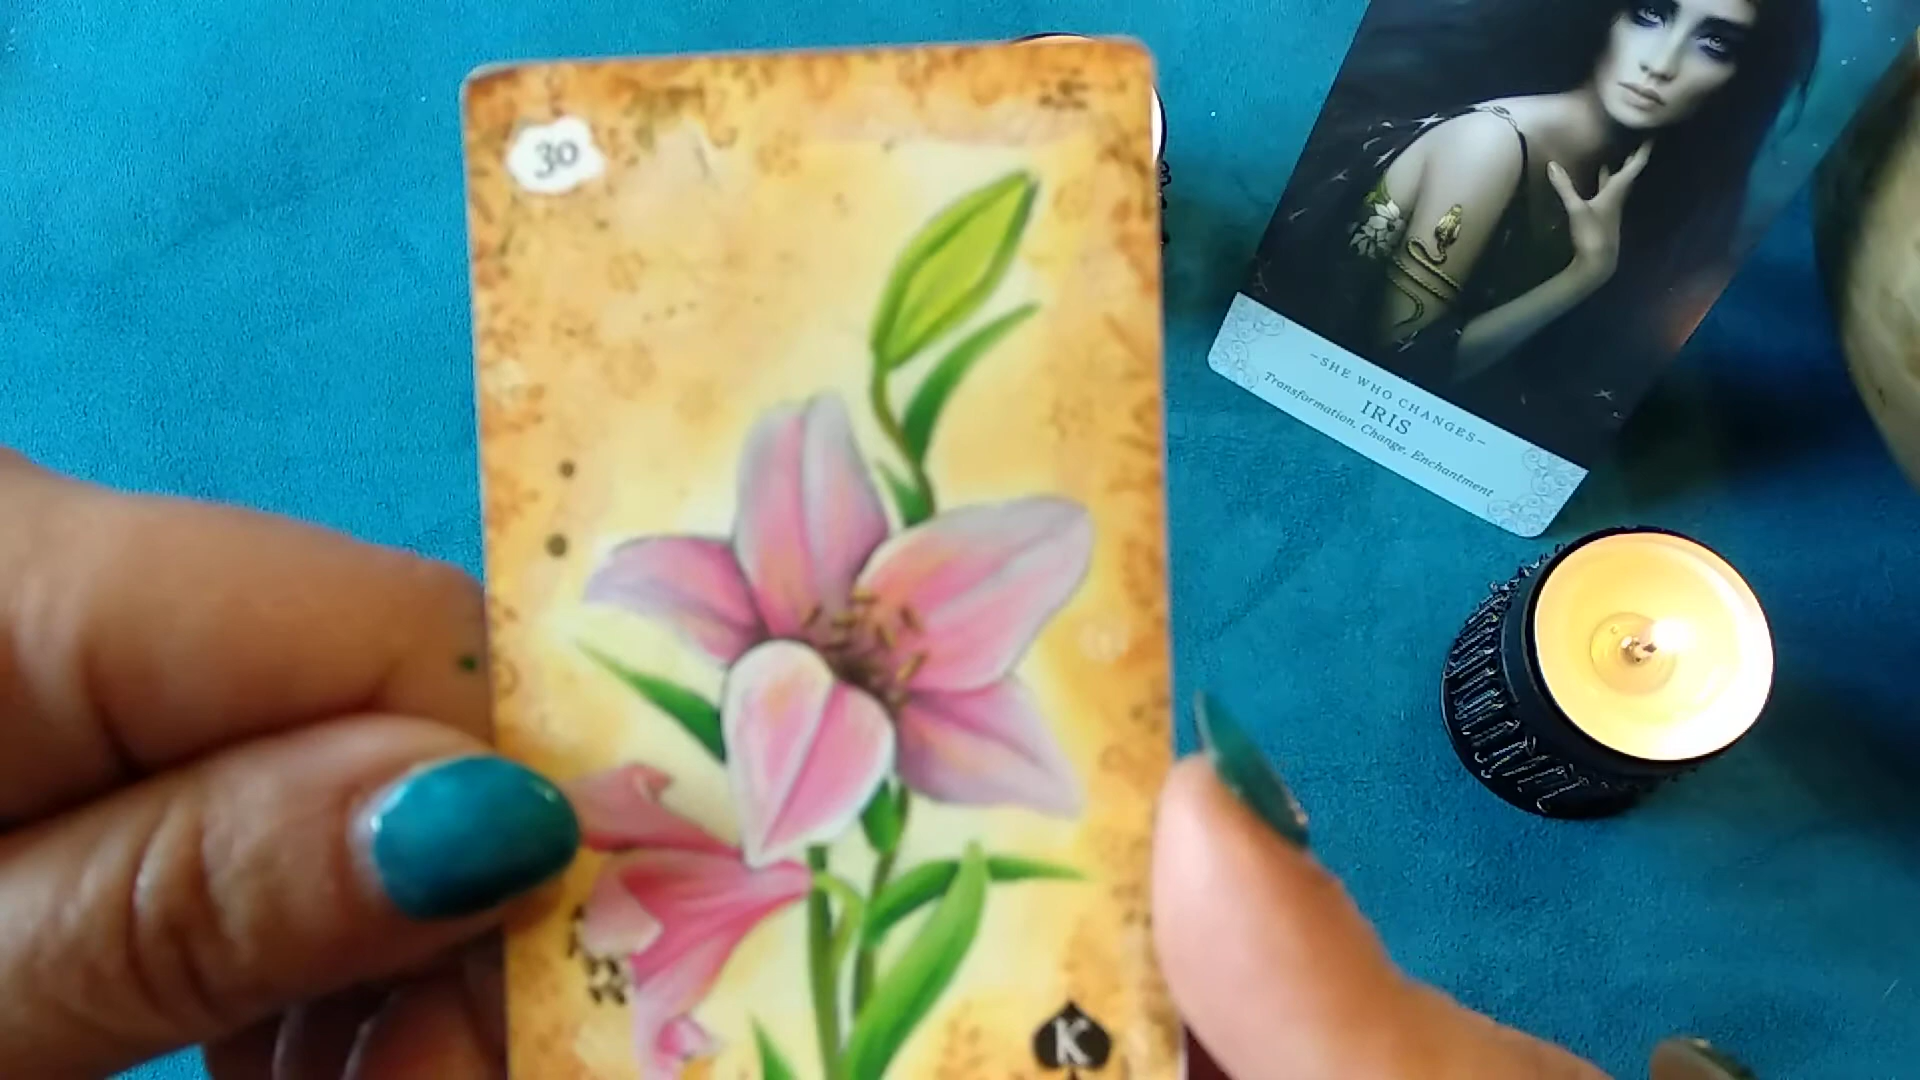 30
K
—SHE WHO CHANGES—
IRIS
Transformation, Change, Enchantment